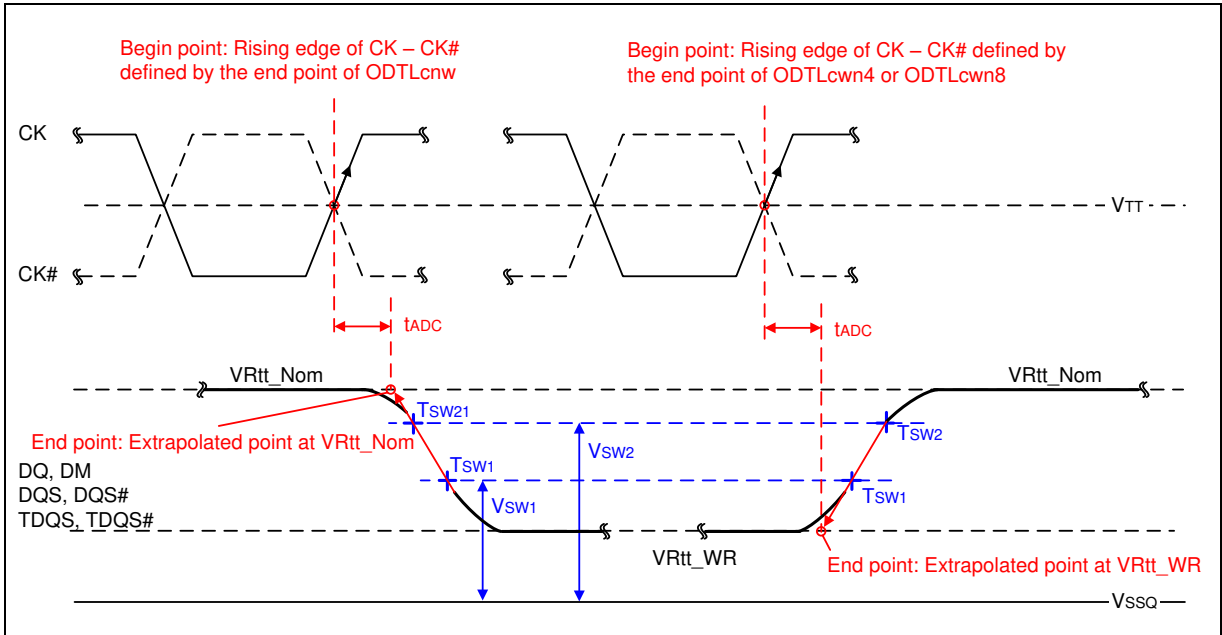 Begin point: Rising edge of CK – CK#
defined by the end point of ODTLcnw
Begin point: Rising edge of CK – CK# defined by
the end point of ODTLcwn4 or ODTLcwn8
CK
VTT
CK#
tADC
tADC
VRtt_Nom
VRtt_Nom
TSW21
End point: Extrapolated point at VRtt_Nom
TSW2
VSW2
DQ, DM
DQS, DQS#
TDQS, TDQS#
TSW1
VSW1
TSW1
VRtt_WR
End point: Extrapolated point at VRtt_WR
VSSQ